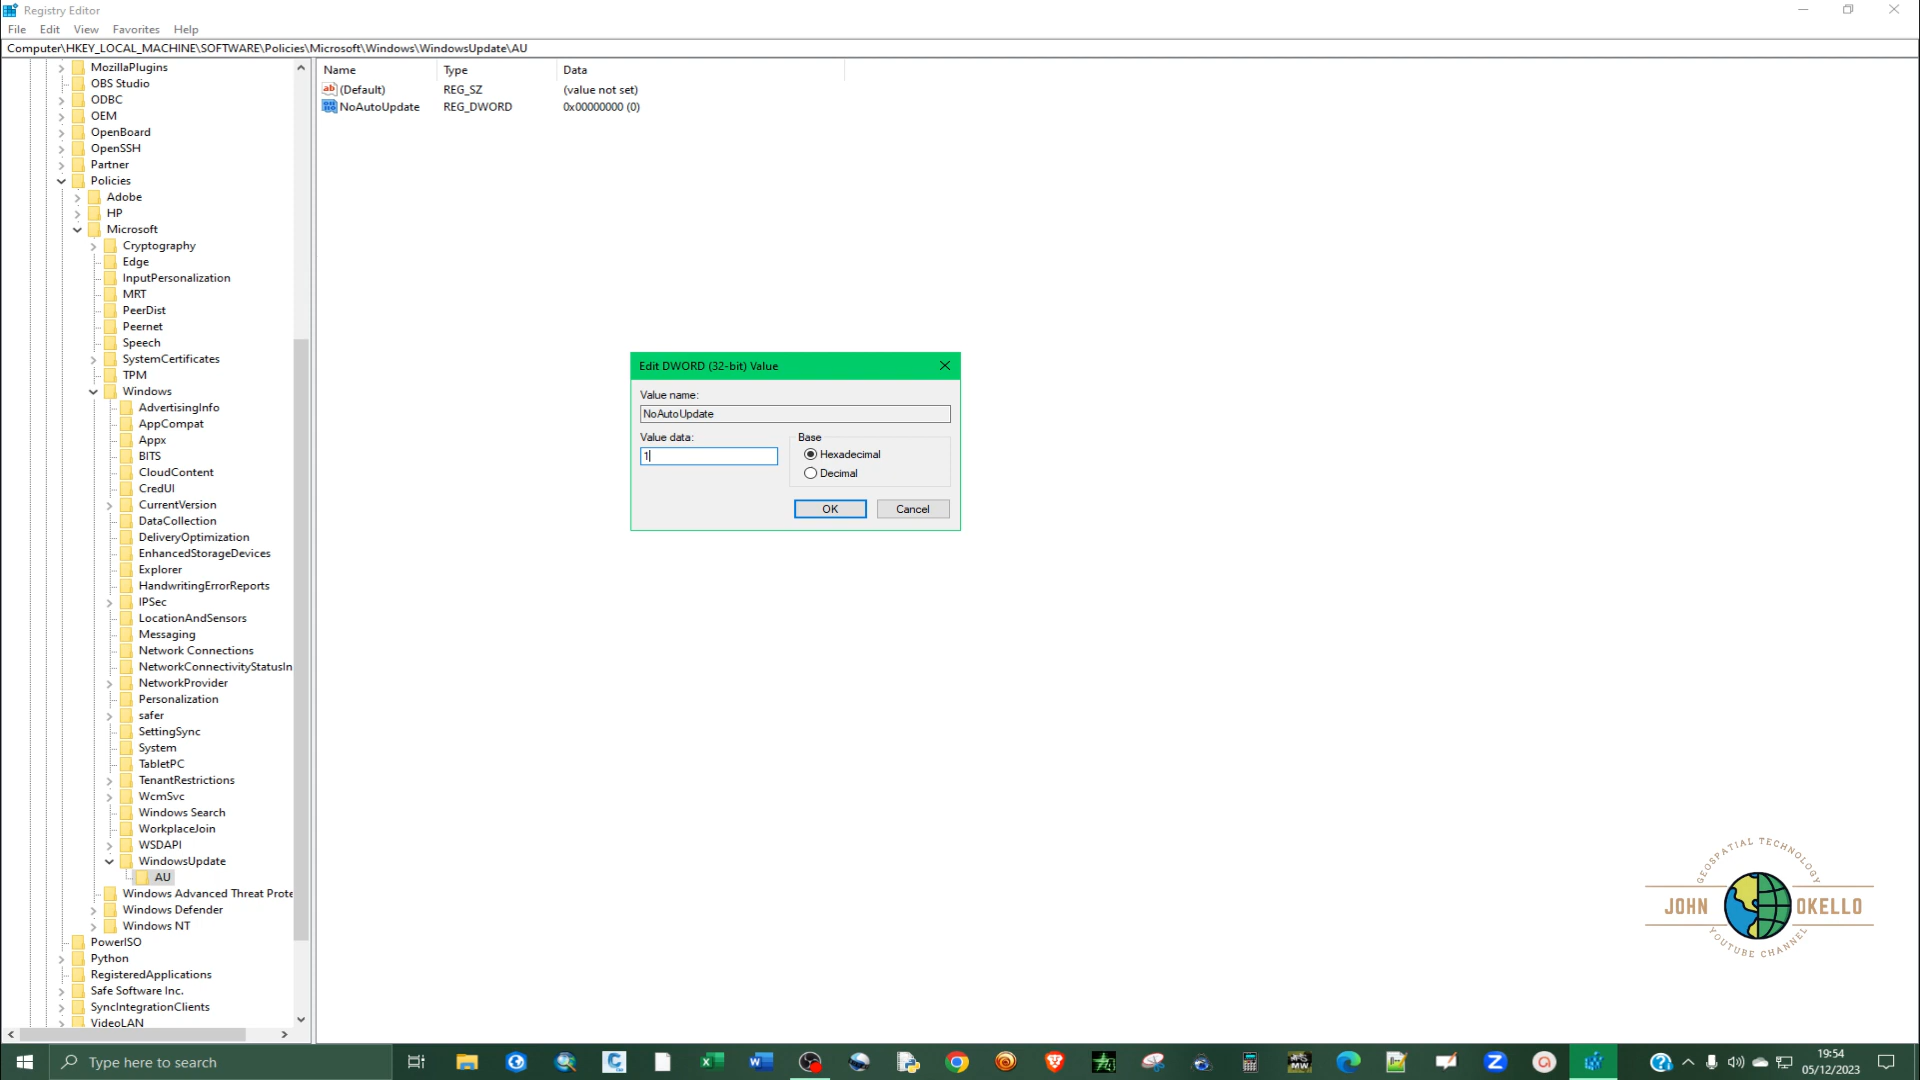 Registry Editor
File Edit View Favorites Help
Computer\HKEY_LOCAL_MACHINE\SOFTWARE\Policies\Microsoft\Windows\WindowsUpdate\AU
MozillaPlugins
OBS Studio
ODBC
OEM
OpenBoard
OpenSSH
Partner
Policies
Adobe
HP
Microsoft
Cryptography
Edge
InputPersonalization
MRT
PeerDist
Peernet
Speech
SystemCertificates
TPM
Windows
AdvertisingInfo
AppCompat
Appx
BITS
CloudContent
CredUI
CurrentVersion
DataCollection
DeliveryOptimization
EnhancedStorageDevices
Explorer
HandwritingErrorReports
IPSec
LocationAndSensors
Messaging
Network Connections
NetworkConnectivityStatusIn
NetworkProvider
Personalization
safer
SettingSync
System
TabletPC
TenantRestrictions
WcmSvc
Windows Search
WorkplaceJoin
WSDAPI
WindowsUpdate
AU
Windows Advanced Threat Prote
Windows Defender
Windows NT
PowerISO
Python
RegisteredApplications
Safe Software Inc.
SyncIntegrationClients
VideoLAN
Name Type Data
(Default) REG_SZ (value not set)
NoAutoUpdate REG_DWORD 0x00000000 (0)
Edit DWORD (32-bit) Value
Value name:
NoAutoUpdate
Value data: Base
1 Hexadecimal
Decimal
OK Cancel
GEOSPATIAL TECHNOLOGY
JOHN OKELLO
YOUTUBE CHANNEL
Type here to search
19:54
05/12/2023